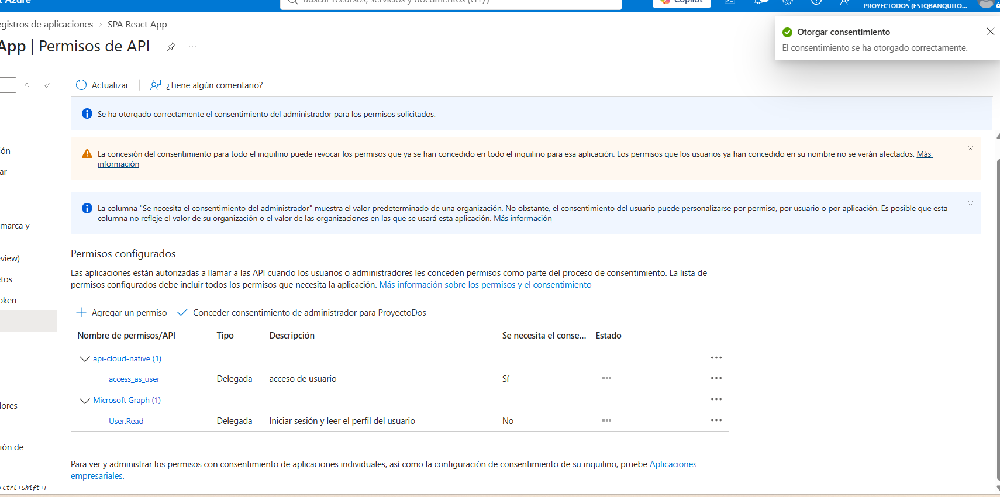 Azure
Buscar recursos, servicios y documentos (G+/)
Copilot
PROYECTODOS (ESTQBANQUITO...
egistros de aplicaciones > SPA React App
App | Permisos de API
Otorgar consentimiento
El consentimiento se ha otorgado correctamente.
Actualizar
¿Tiene algún comentario?
Se ha otorgado correctamente el consentimiento del administrador para los permisos solicitados.
La concesión del consentimiento para todo el inquilino puede revocar los permisos que ya se han concedido en todo el inquilino para esa aplicación. Los permisos que los usuarios ya han concedido en su nombre no se verán afectados. Más
información
La columna "Se necesita el consentimiento del administrador" muestra el valor predeterminado de una organización. No obstante, el consentimiento del usuario puede personalizarse por permiso, por usuario o por aplicación. Es posible que esta
columna no refleje el valor de su organización o el valor de las organizaciones en las que se usará esta aplicación. Más información
ón
ar
marca y
view)
tos
oken
lores
ión de
Ctrl+Shift+F
Permisos configurados
Las aplicaciones están autorizadas a llamar a las API cuando los usuarios o administradores les conceden permisos como parte del proceso de consentimiento. La lista de
permisos configurados debe incluir todos los permisos que necesita la aplicación. Más información sobre los permisos y el consentimiento
Agregar un permiso
Conceder consentimiento de administrador para ProyectoDos
Nombre de permisos/API Tipo Descripción Se necesita el conse... Estado
api-cloud-native (1)
access_as_user Delegada acceso de usuario Sí
Microsoft Graph (1)
User.Read Delegada Iniciar sesión y leer el perfil del usuario No
Para ver y administrar los permisos con consentimiento de aplicaciones individuales, así como la configuración de consentimiento de su inquilino, pruebe Aplicaciones
empresariales.